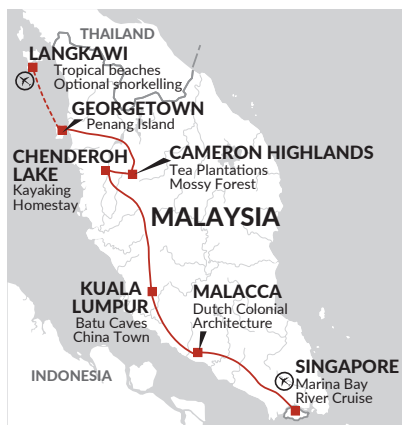 THAILAND
LANGKAWI
Tropical beaches
Optional snorkelling
GEORGETOWN
Penang Island
CHENDEROH
LAKE
Kayaking
Homestay
CAMERON HIGHLANDS
Tea Plantations
Mossy Forest
MALAYSIA
KUALA
LUMPUR
Batu Caves
China Town
MALACCA
Dutch Colonial
Architecture
INDONESIA
SINGAPORE
Marina Bay
River Cruise